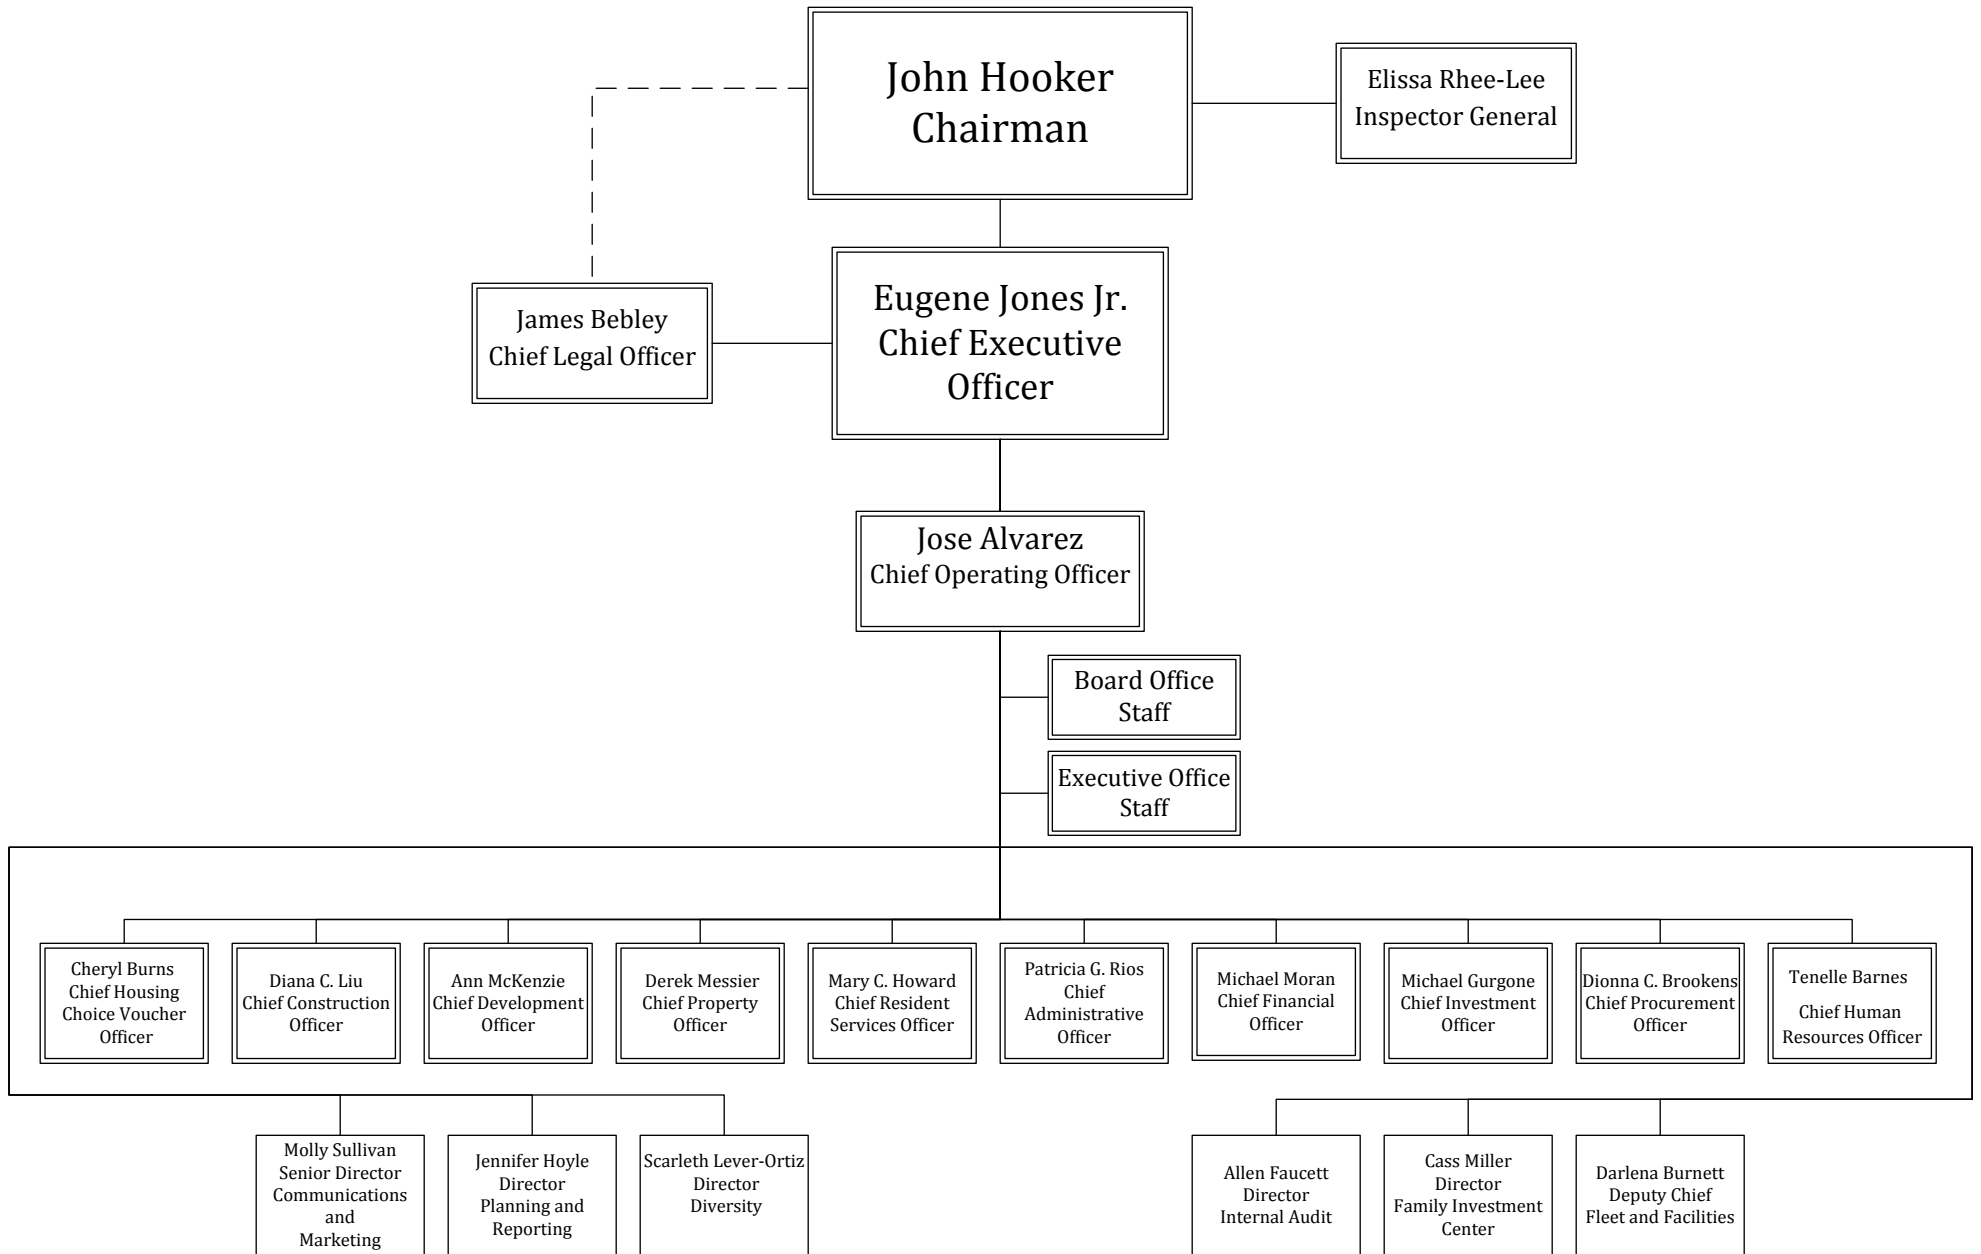 John Hooker
Chairman
Elissa Rhee-Lee
Inspector General
James Bebley
Chief Legal Officer
Eugene Jones Jr.
Chief Executive
Officer
Jose Alvarez
Chief Operating Officer
Board Office
Staff
Executive Office
Staff
Cheryl Burns
Chief Housing
Choice Voucher
Officer
Diana C. Liu
Chief Construction
Officer
Ann McKenzie
Chief Development
Officer
Derek Messier
Chief Property
Officer
Mary C. Howard
Chief Resident
Services Officer
Patricia G. Rios
Chief
Administrative
Officer
Michael Moran
Chief Financial
Officer
Michael Gurgone
Chief Investment
Officer
Dionna C. Brookens
Chief Procurement
Officer
Tenelle Barnes
Chief Human
Resources Officer
Molly Sullivan
Senior Director
Communications
and
Marketing
Jennifer Hoyle
Director
Planning and
Reporting
Scarleth Lever-Ortiz
Director
Diversity
Allen Faucett
Director
Internal Audit
Cass Miller
Director
Family Investment
Center
Darlena Burnett
Deputy Chief
Fleet and Facilities